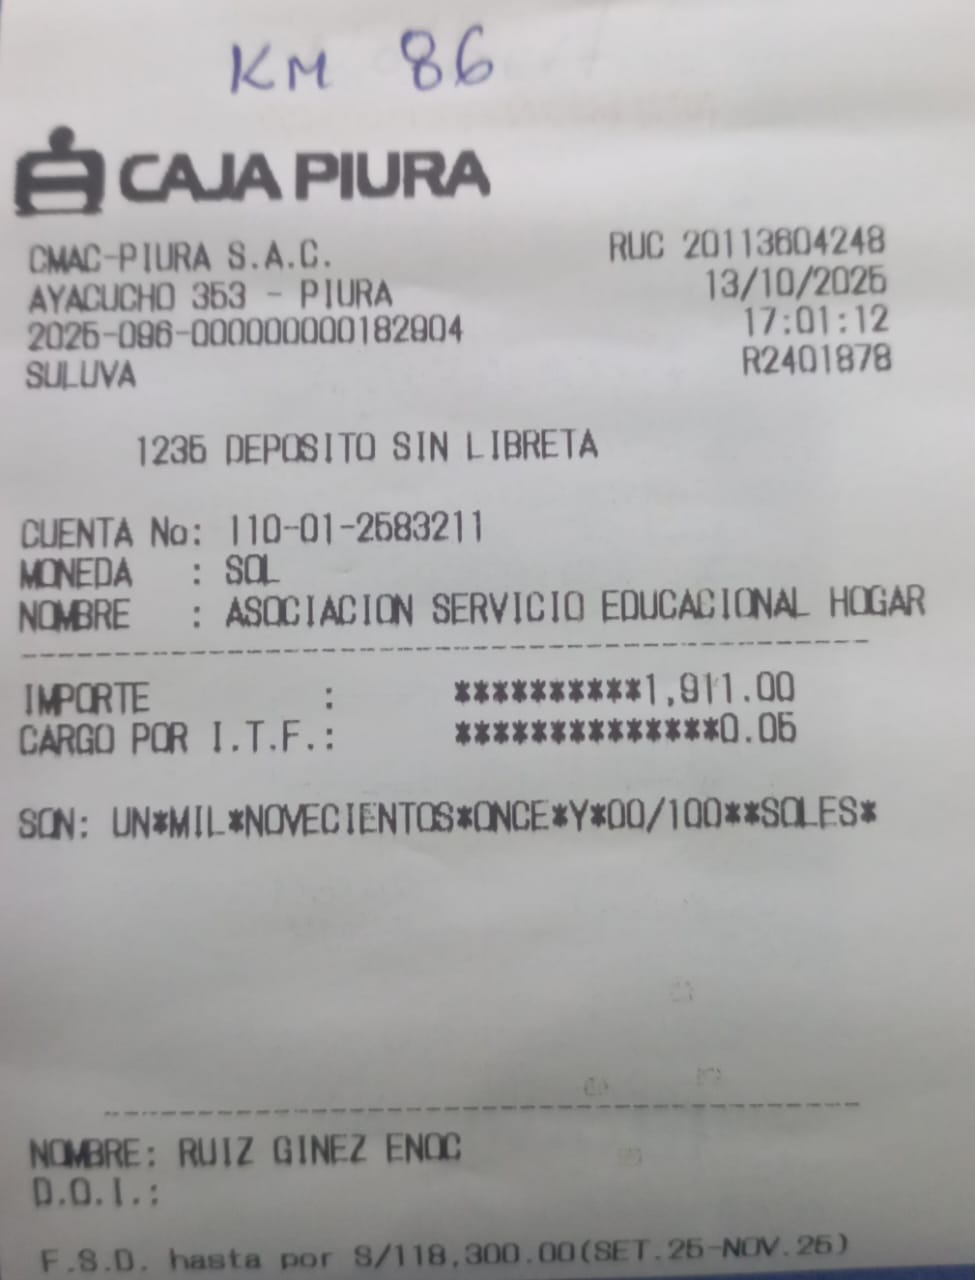 KM 86
CAJA PIURA
CMAC-PIURA S.A.C. RUC 20113604248
AYACUCHO 353 - PIURA 13/10/2025
2025-096-000000000182904 17:01:12
SULUVA R2401878
1235 DEPOSITO SIN LIBRETA
CUENTA No: 110-01-2583211
MONEDA : SOL
NOMBRE : ASOCIACION SERVICIO EDUCACIONAL HOGAR
IMPORTE : **********1,911.00
CARGO POR I.T.F.: **************0.05
SON: UN*MIL*NOVECIENTOS*ONCE*Y*00/100**SOLES*
NOMBRE: RUIZ GINEZ ENOC
D.O.I.:
F.S.D. hasta por S/118,300.00(SET.25-NOV.25)